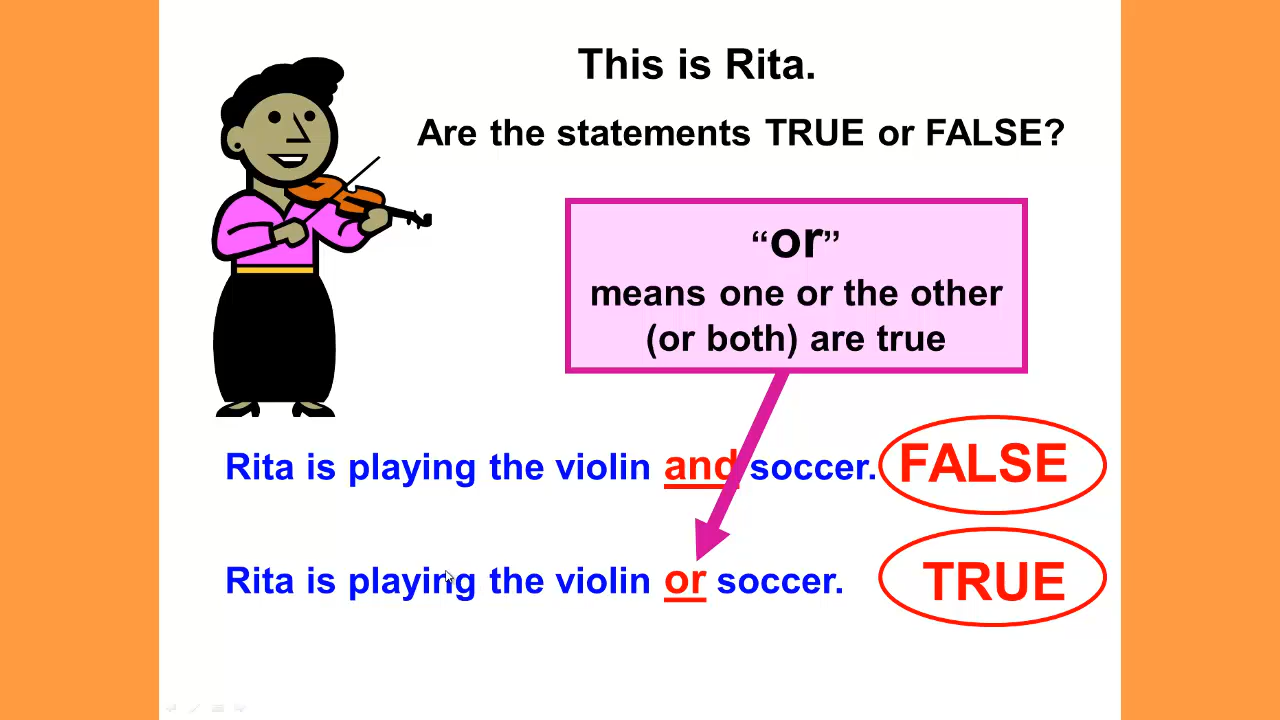 This is Rita.
Are the statements TRUE or FALSE?
“or”
means one or the other
(or both) are true
Rita is playing the violin and soccer. FALSE
Rita is playing the violin or soccer. TRUE